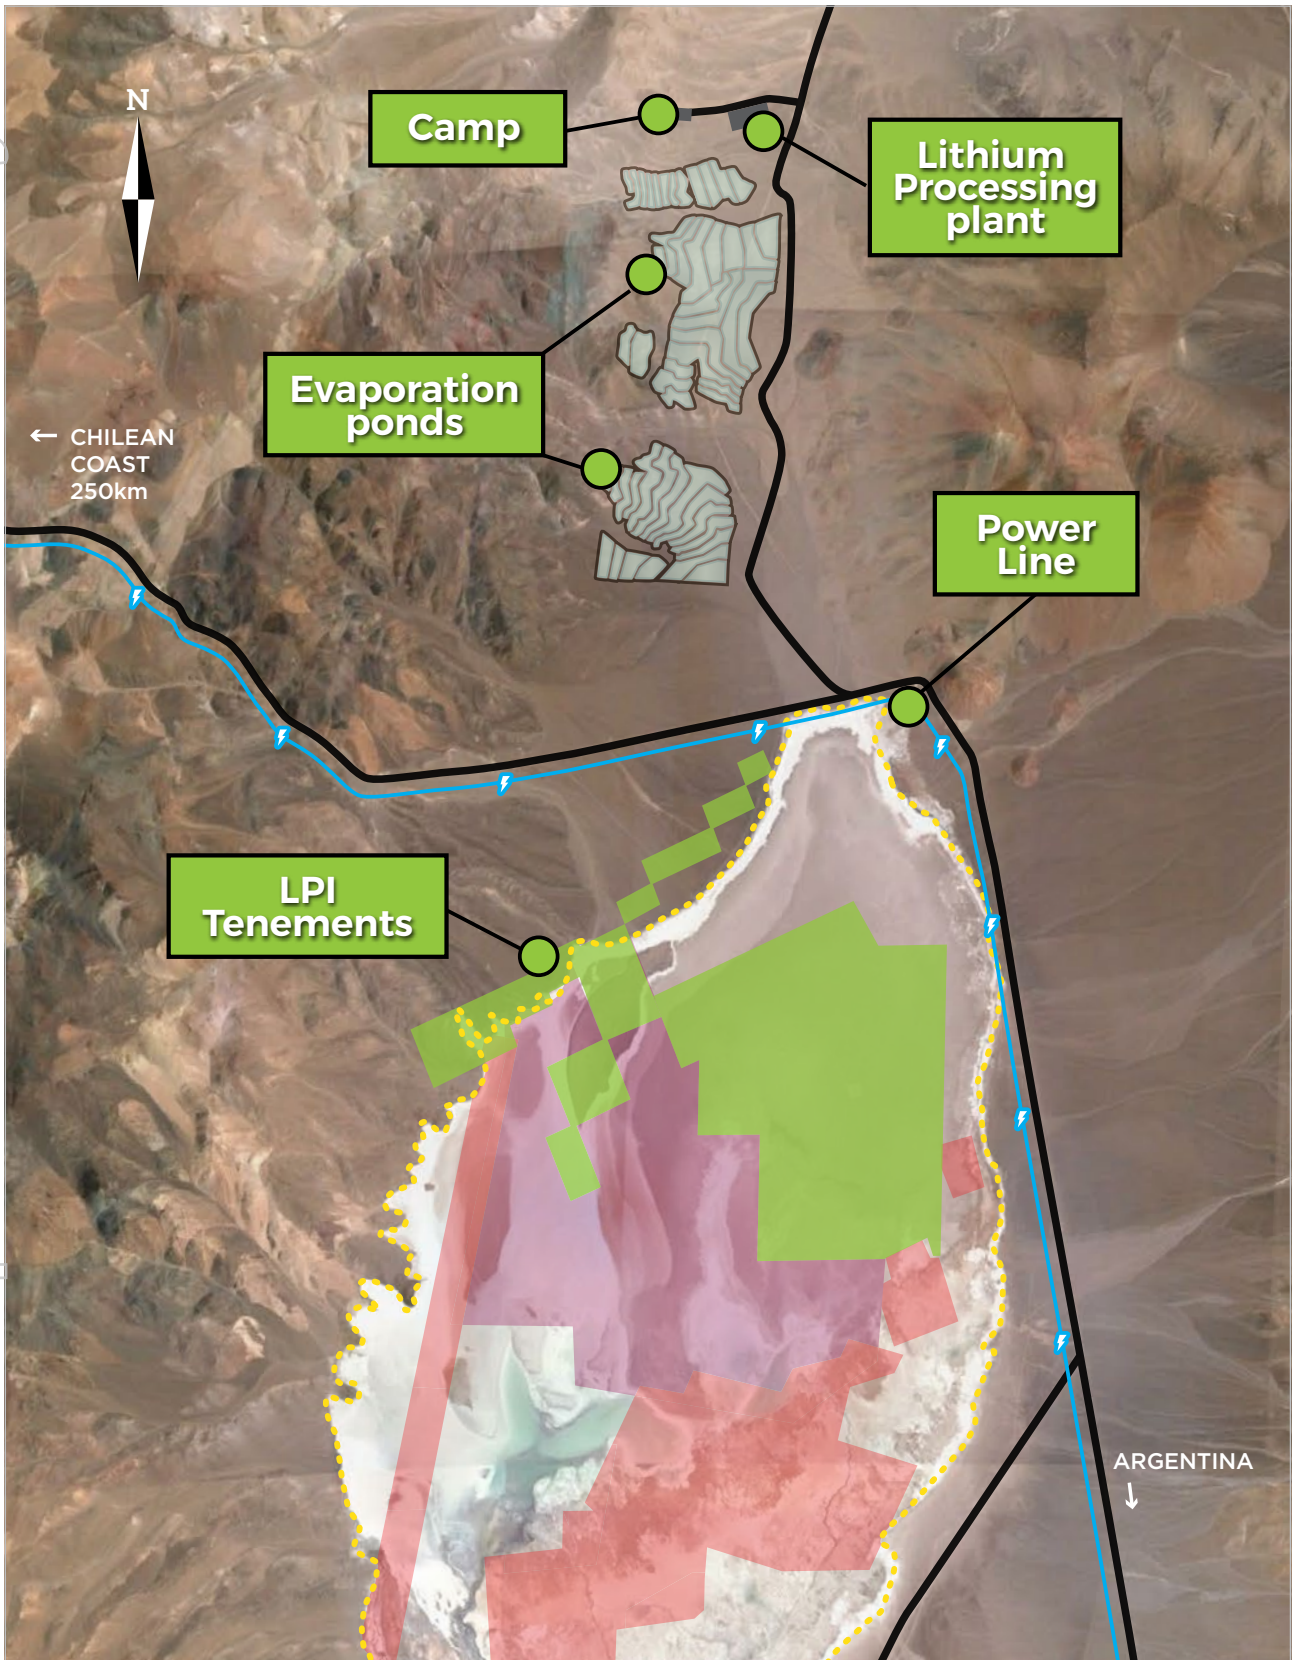 N
Camp
Lithium
Processing
plant
Evaporation
ponds
← CHILEAN
COAST
250km
Power
Line
LPI
Tenements
ARGENTINA
↓